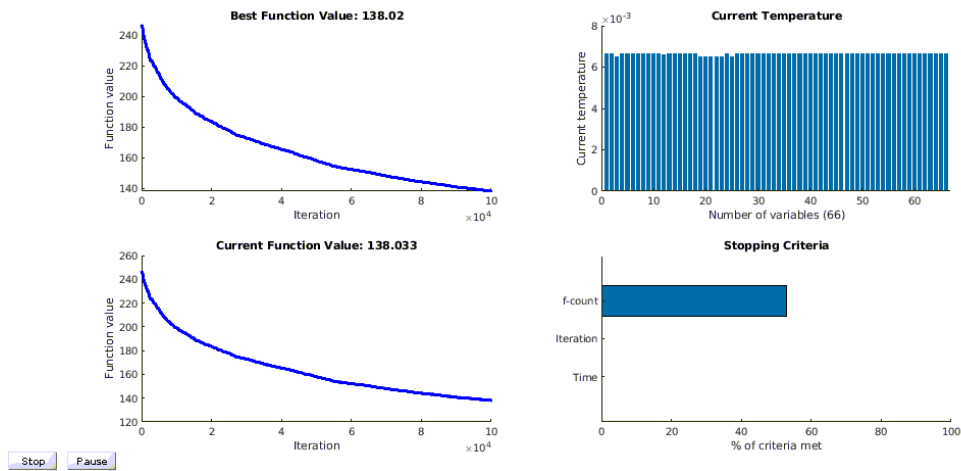 Best Function Value: 138.02
Function value
240
220
200
180
160
140
0 2 4 6 8 10
×10^4
Iteration
Current Temperature
×10^-3
Current temperature
8
6
4
2
0
0 10 20 30 40 50 60
Number of variables (66)
Current Function Value: 138.033
Function value
260
240
220
200
180
160
140
120
0 2 4 6 8 10
×10^4
Iteration
Stopping Criteria
f-count
Iteration
Time
0 20 40 60 80 100
% of criteria met
Stop Pause